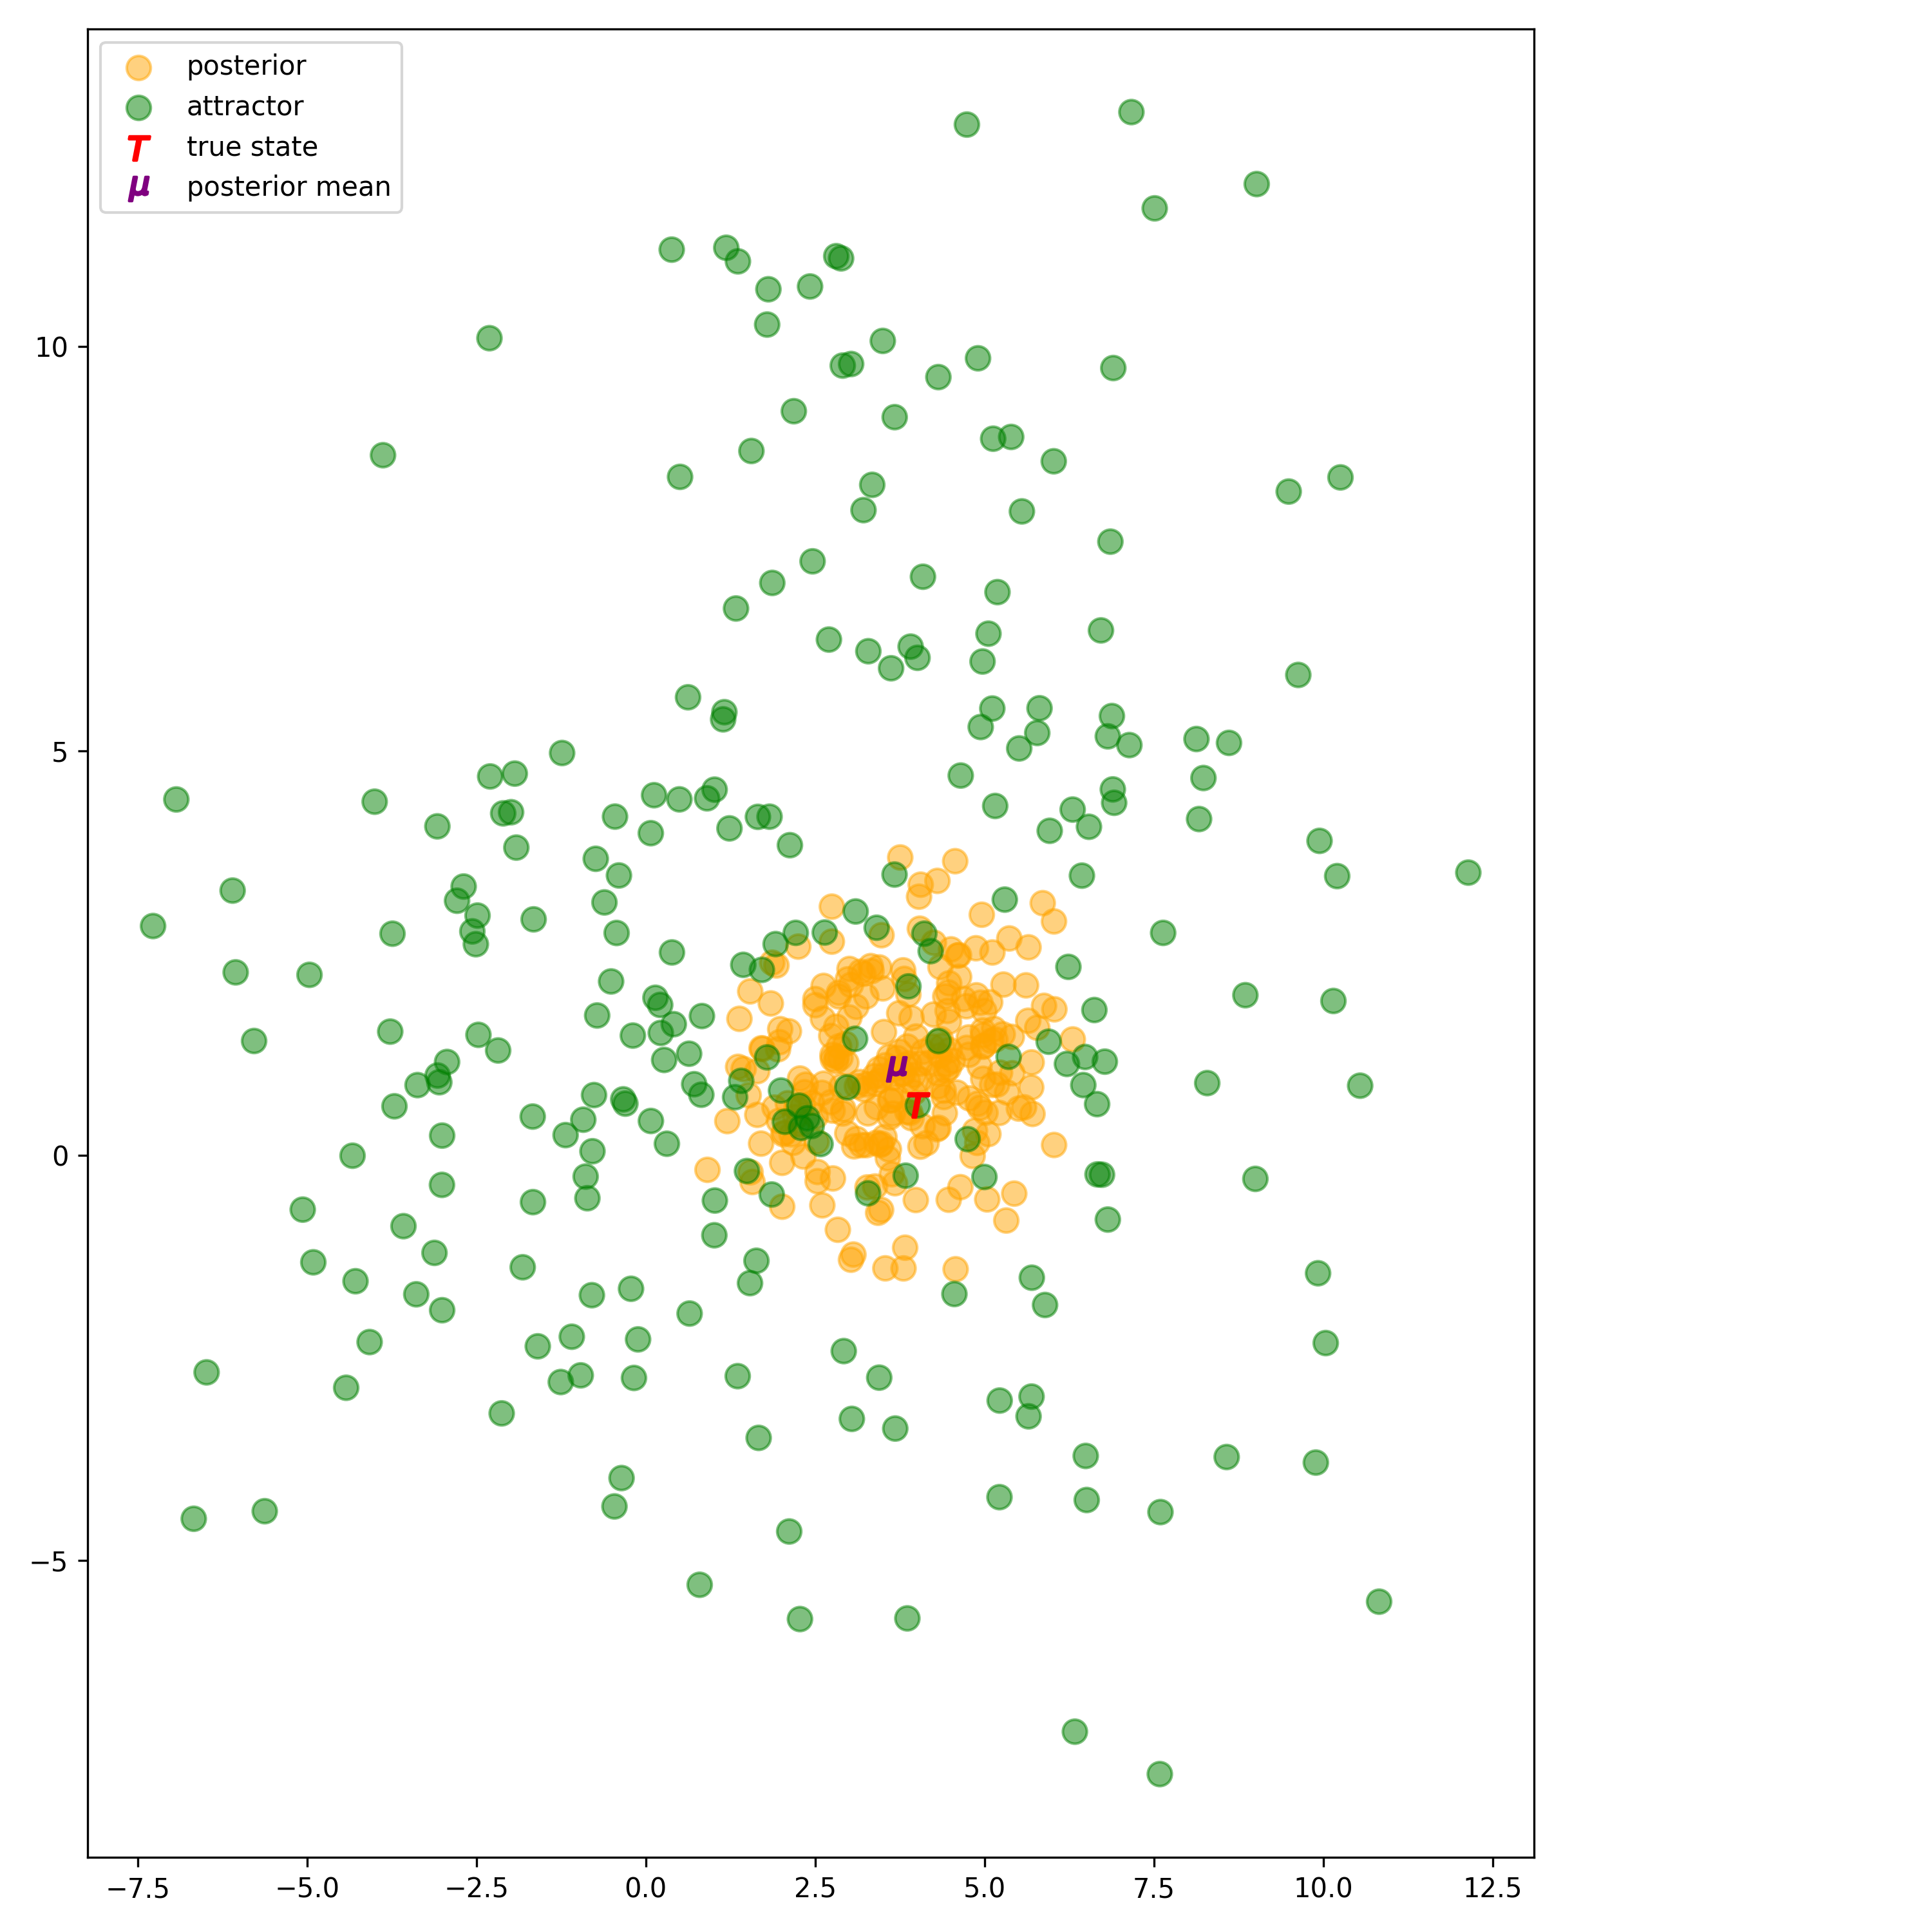 posterior
attractor
T true state
μ posterior mean
10
5
0
−5
−7.5 −5.0 −2.5 0.0 2.5 5.0 7.5 10.0 12.5
μ
T